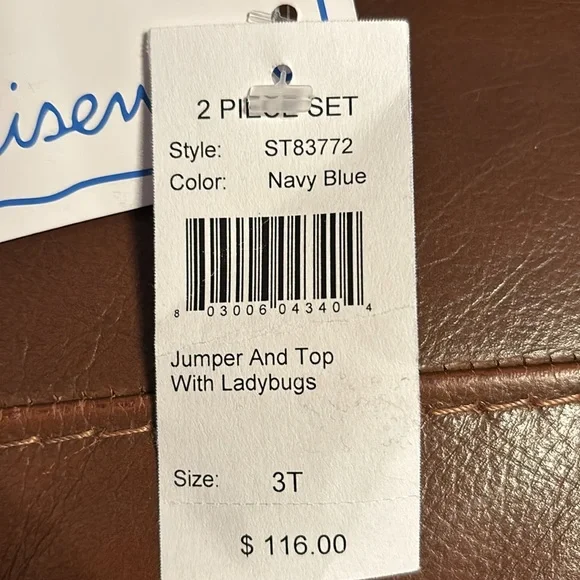 isen
2 PIECE SET
Style: ST83772
Color: Navy Blue
8 03006 04340 4
Jumper And Top
With Ladybugs
Size: 3T
$ 116.00